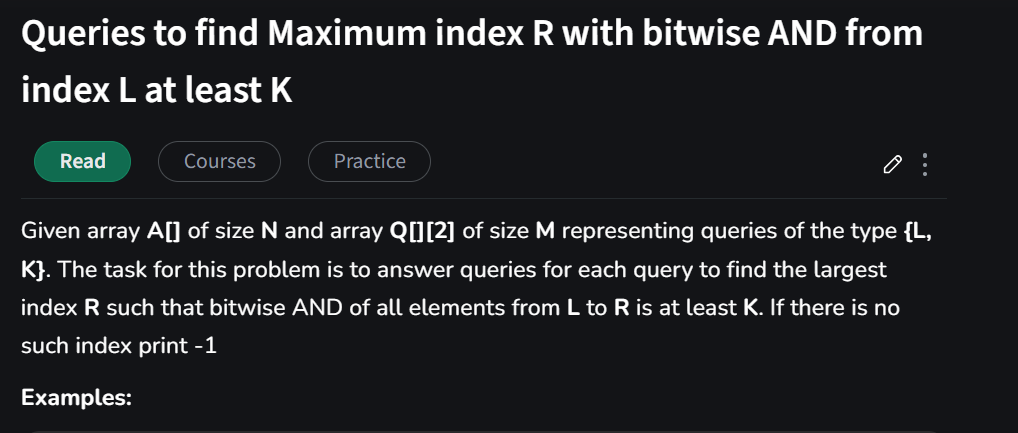 Queries to find Maximum index R with bitwise AND from
index L at least K
Read
Courses
Practice
Given array A[] of size N and array Q[][2] of size M representing queries of the type {L,
K}. The task for this problem is to answer queries for each query to find the largest
index R such that bitwise AND of all elements from L to R is at least K. If there is no
such index print -1
Examples: